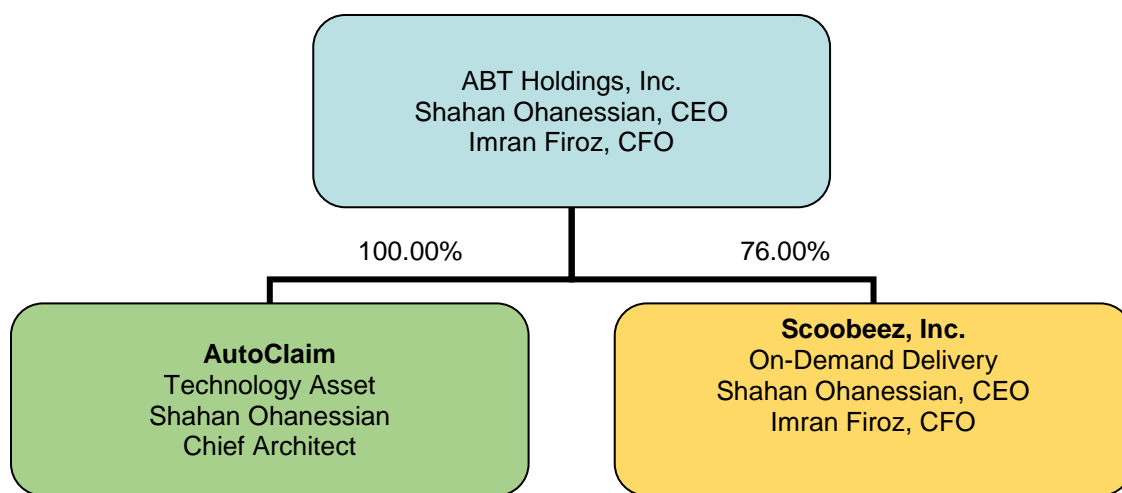 ABT Holdings, Inc.
Shahan Ohanessian, CEO
Imran Firoz, CFO
100.00%
76.00%
AutoClaim
Technology Asset
Shahan Ohanessian
Chief Architect
Scoobeez, Inc.
On-Demand Delivery
Shahan Ohanessian, CEO
Imran Firoz, CFO